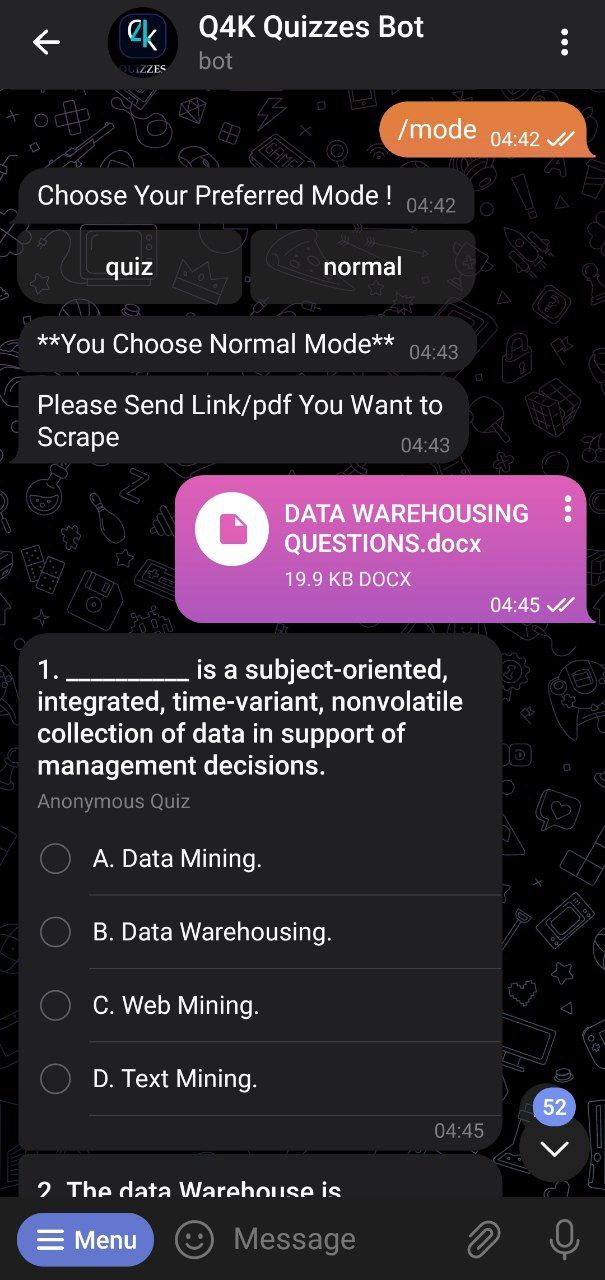 Q4K Quizzes Bot
bot
QUIZZES
/mode 04:42
Choose Your Preferred Mode ! 04:42
quiz normal
**You Choose Normal Mode** 04:43
Please Send Link/pdf You Want to
Scrape 04:43
DATA WAREHOUSING
QUESTIONS.docx
19.9 KB DOCX
04:45
1. __________ is a subject-oriented,
integrated, time-variant, nonvolatile
collection of data in support of
management decisions.
Anonymous Quiz
A. Data Mining.
B. Data Warehousing.
C. Web Mining.
D. Text Mining.
04:45
52
2. The data Warehouse is
Menu Message